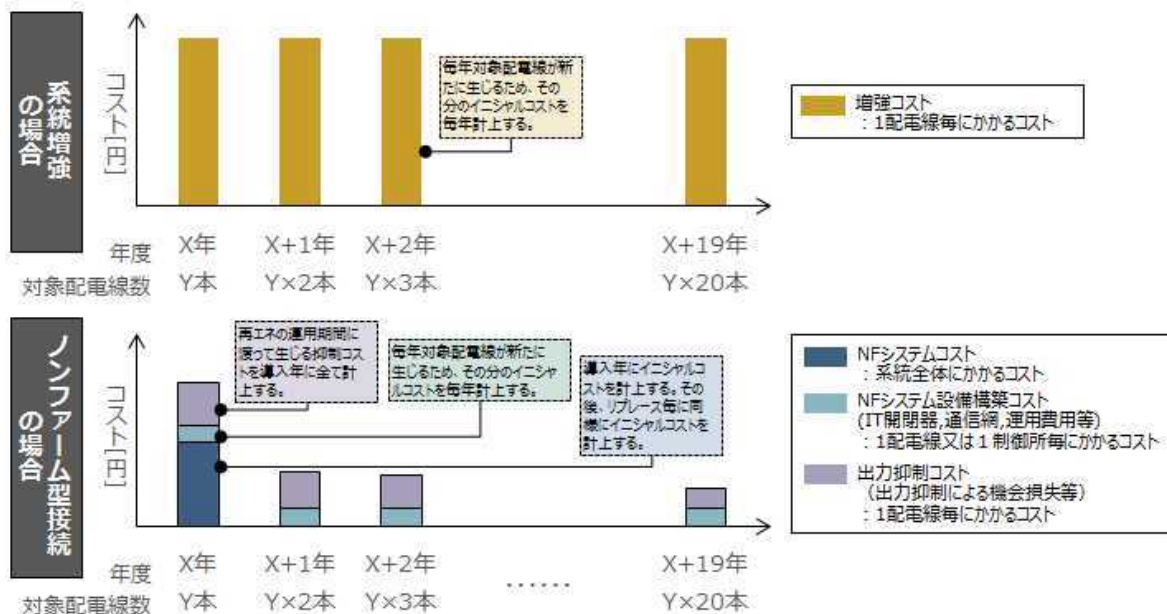 系統増強
の場合
コスト[円]
毎年対象配電線が新
たに生じるため、その
分のイニシャルコストを
毎年計上する。
増強コスト
：1配電線毎にかかるコスト
年度 X年 X+1年 X+2年 X+19年
対象配電線数 Y本 Y×2本 Y×3本 Y×20本
ノンファーム型接続
の場合
コスト[円]
再エネの運用期間に
渡って生じる抑制コス
トを導入年に全て計
上する。
毎年対象配電線が新たに
生じるため、その分のイニシャ
ルコストを毎年計上する。
導入年にイニシャルコ
ストを計上する。その
後、リプレース毎に同
様にイニシャルコストを
計上する。
NFシステムコスト
：系統全体にかかるコスト
NFシステム設備構築コスト
(IT開閉器,通信網,運用費用等)
：1配電線又は１制御所毎にかかるコスト
出力抑制コスト
（出力抑制による機会損失等）
：1配電線毎にかかるコスト
年度 X年 X+1年 X+2年 …… X+19年
対象配電線数 Y本 Y×2本 Y×3本 Y×20本